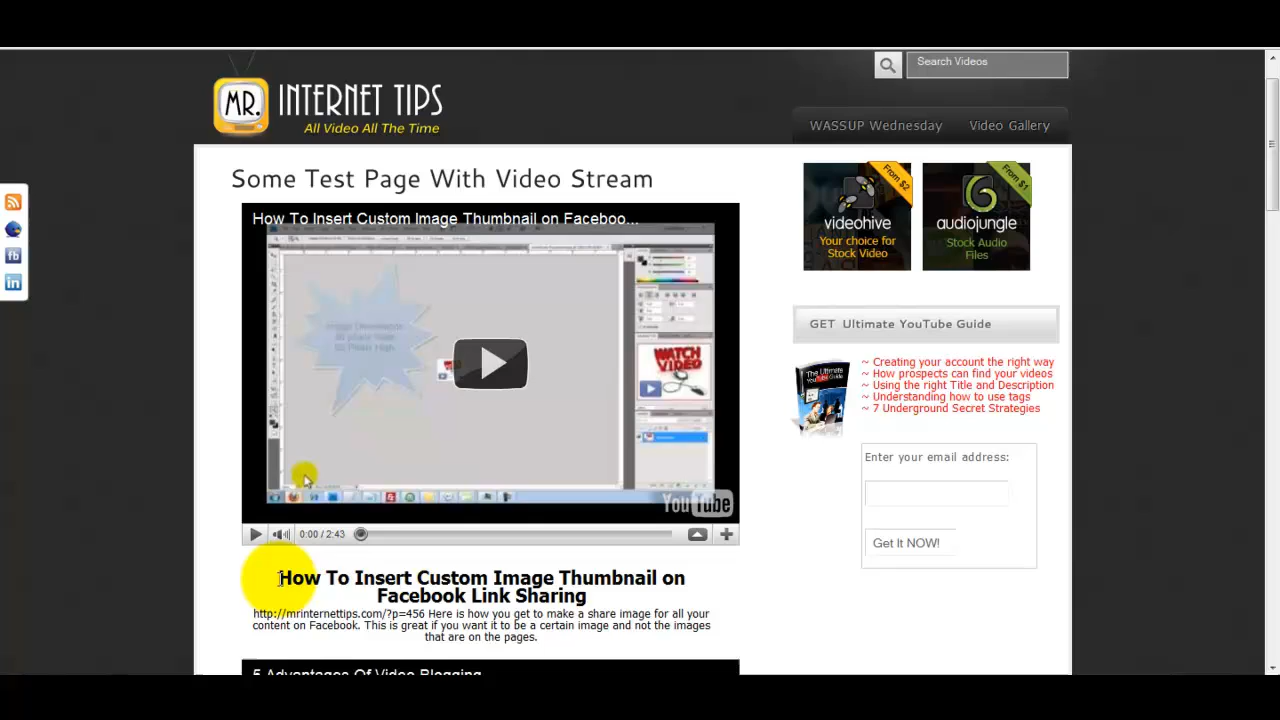 Search Videos
MR. INTERNET TIPS
All Video All The Time
WASSUP Wednesday Video Gallery
Some Test Page With Video Stream
How To Insert Custom Image Thumbnail on Faceboo...
WATCH
VIDEO
YouTube
0:00 / 2:43
How To Insert Custom Image Thumbnail on
Facebook Link Sharing
http://mrinternettips.com/?p=456 Here is how you get to make a share image for all your
content on Facebook. This is great if you want it to be a certain image and not the images
that are on the pages.
5 Advantages Of Video Blogging
From $2
videohive
Your choice for
Stock Video
From $1
audiojungle
Stock Audio
Files
GET Ultimate YouTube Guide
The Ultimate
YouTube Guide
~ Creating your account the right way
~ How prospects can find your videos
~ Using the right Title and Description
~ Understanding how to use tags
~ 7 Underground Secret Strategies
Enter your email address:
Get It NOW!
fb
in